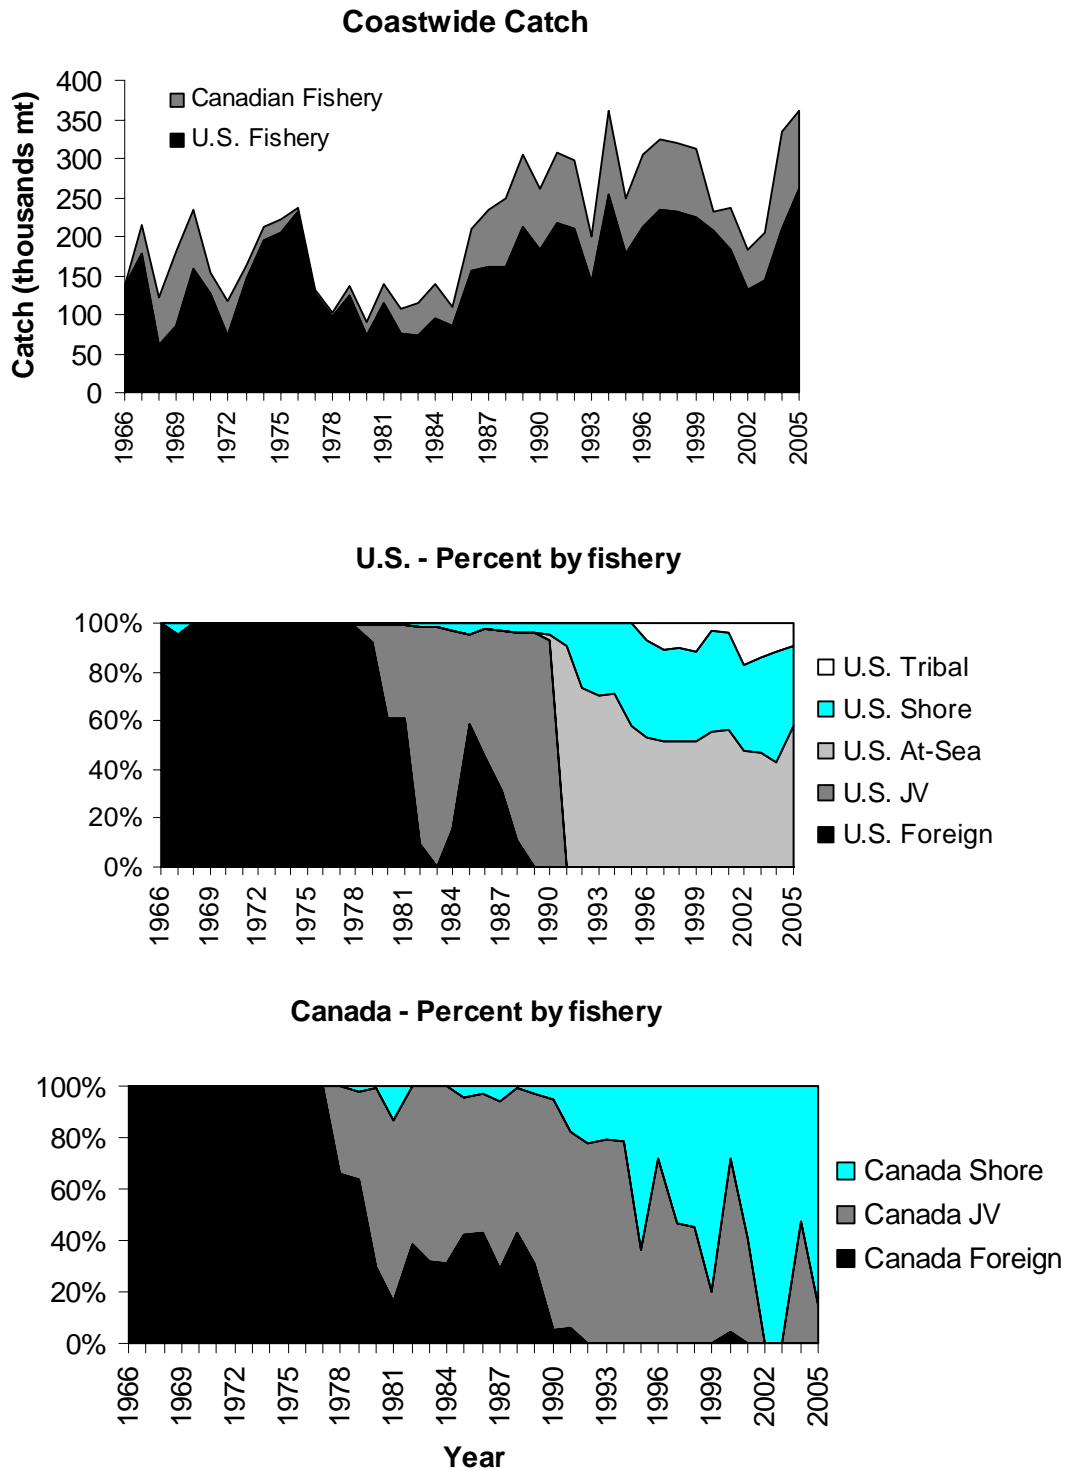 Coastwide Catch
Catch (thousands mt)
400
350
300
250
200
150
100
50
0
Canadian Fishery
U.S. Fishery
1966 1969 1972 1975 1978 1981 1984 1987 1990 1993 1996 1999 2002 2005
U.S. - Percent by fishery
100%
80%
60%
40%
20%
0%
U.S. Tribal
U.S. Shore
U.S. At-Sea
U.S. JV
U.S. Foreign
1966 1969 1972 1975 1978 1981 1984 1987 1990 1993 1996 1999 2002 2005
Canada - Percent by fishery
100%
80%
60%
40%
20%
0%
Canada Shore
Canada JV
Canada Foreign
1966 1969 1972 1975 1978 1981 1984 1987 1990 1993 1996 1999 2002 2005
Year